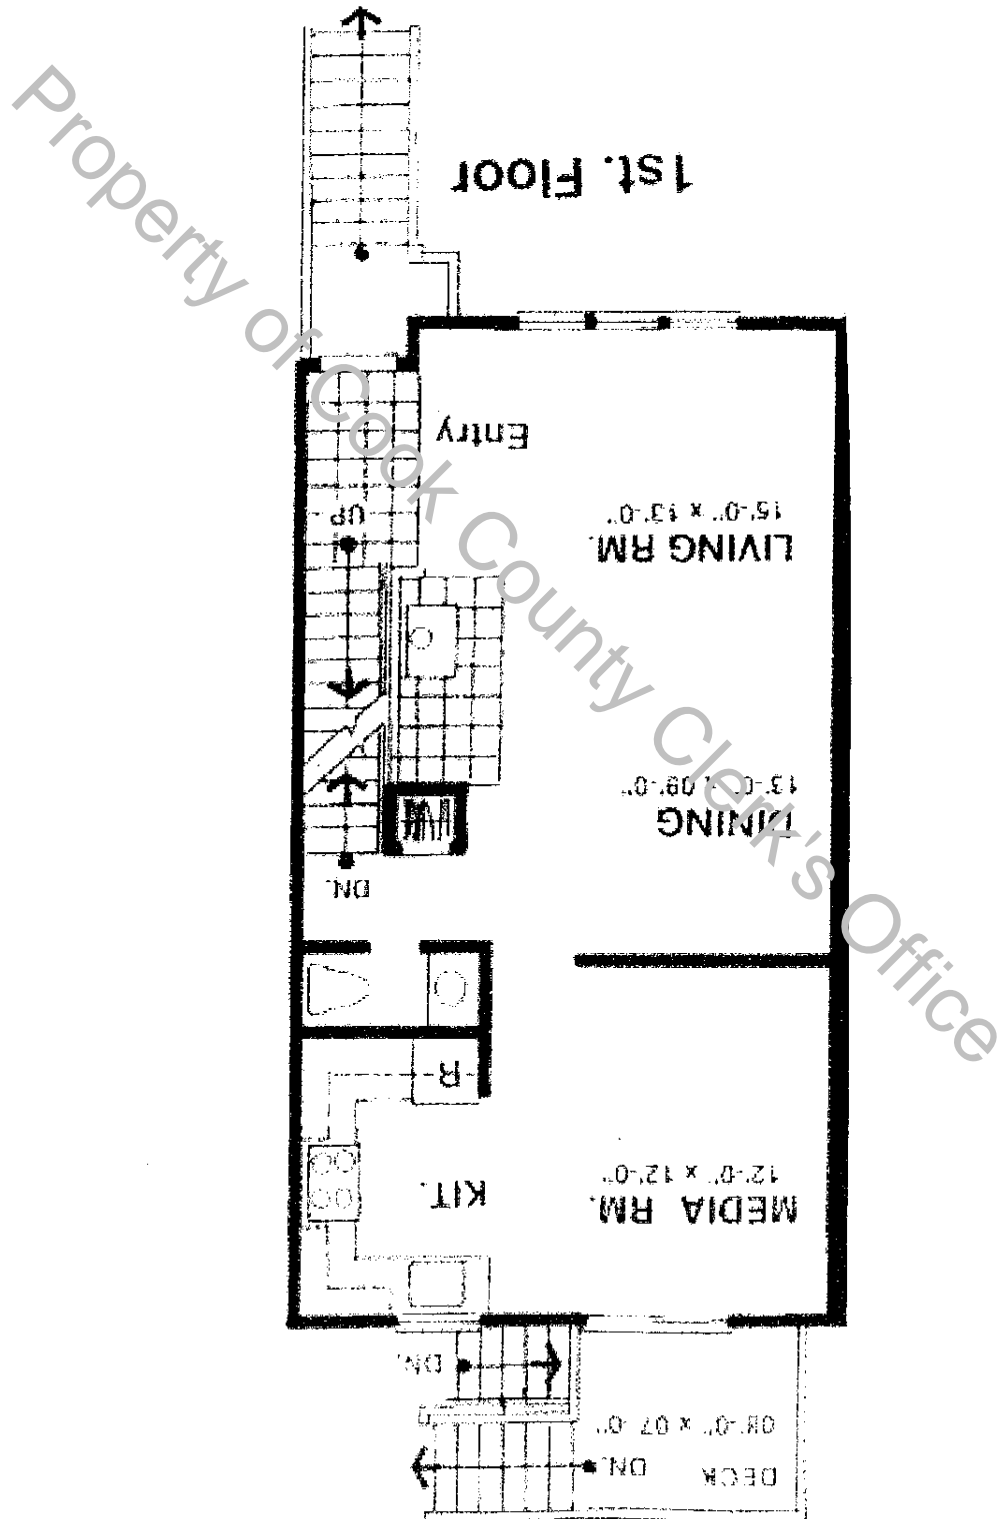 DECK
08'-0" x 07'-0"
DN.
DN.
MEDIA RM.
12'-0" x 12'-0"
KIT.
R
DN.
DINING
13'-0" x 09'-0"
LIVING RM.
15'-0" x 13'-0"
UP
Entry
1st. Floor
Property of Cook County Clerk's Office